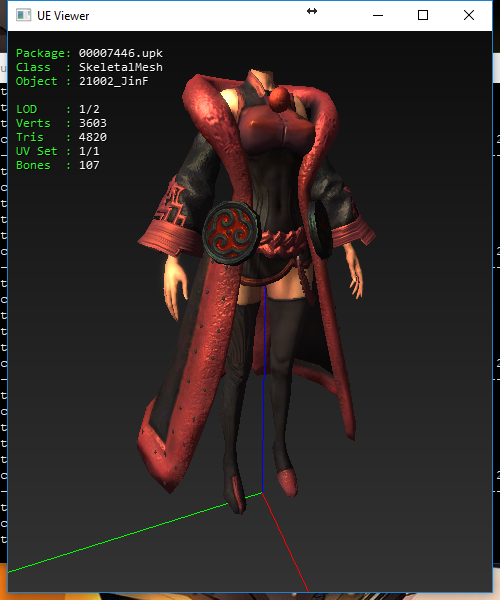 UE Viewer
Package: 00007446.upk
Class : SkeletalMesh
Object : 21002_JinF
LOD : 1/2
Verts : 3603
Tris : 4820
UV Set : 1/1
Bones : 107